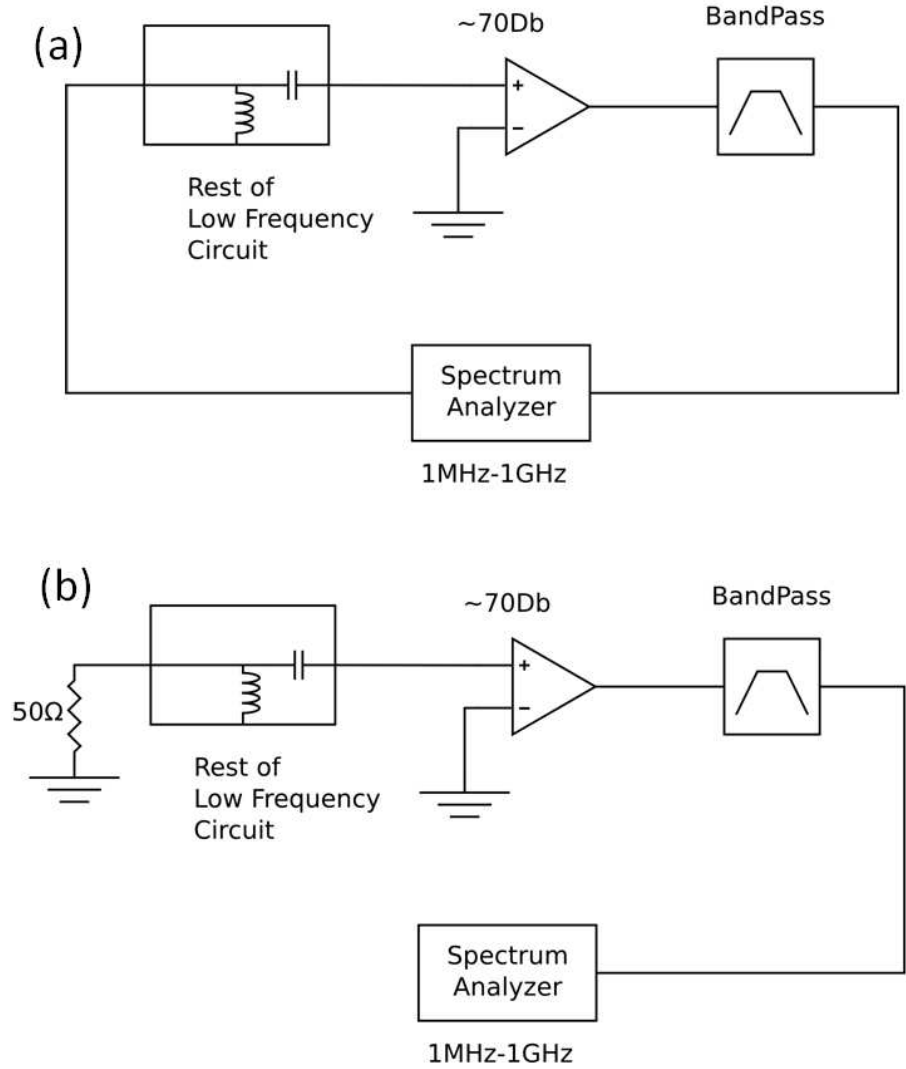 (a)
~70Db
BandPass
+
−
Rest of
Low Frequency
Circuit
Spectrum
Analyzer
1MHz-1GHz
(b)
~70Db
BandPass
50Ω
+
−
Rest of
Low Frequency
Circuit
Spectrum
Analyzer
1MHz-1GHz